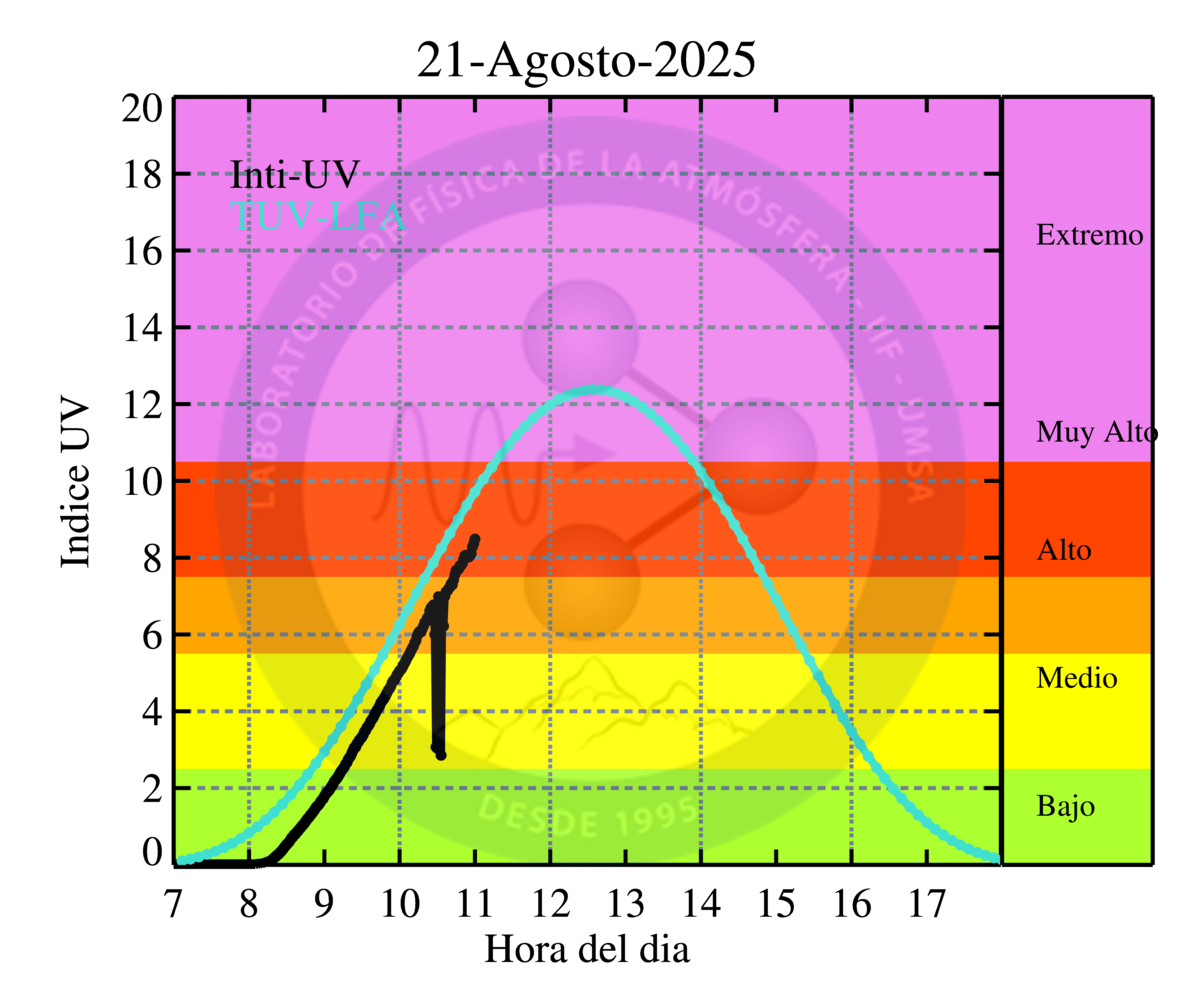 21-Agosto-2025
Inti-UV
TUV-LFA
LABORATORIO DE FÍSICA DE LA ATMÓSFERA - IIF - UMSA
DESDE 1995
Indice UV
20
18
16
14
12
10
8
6
4
2
0
Extremo
Muy Alto
Alto
Medio
Bajo
7 8 9 10 11 12 13 14 15 16 17
Hora del dia